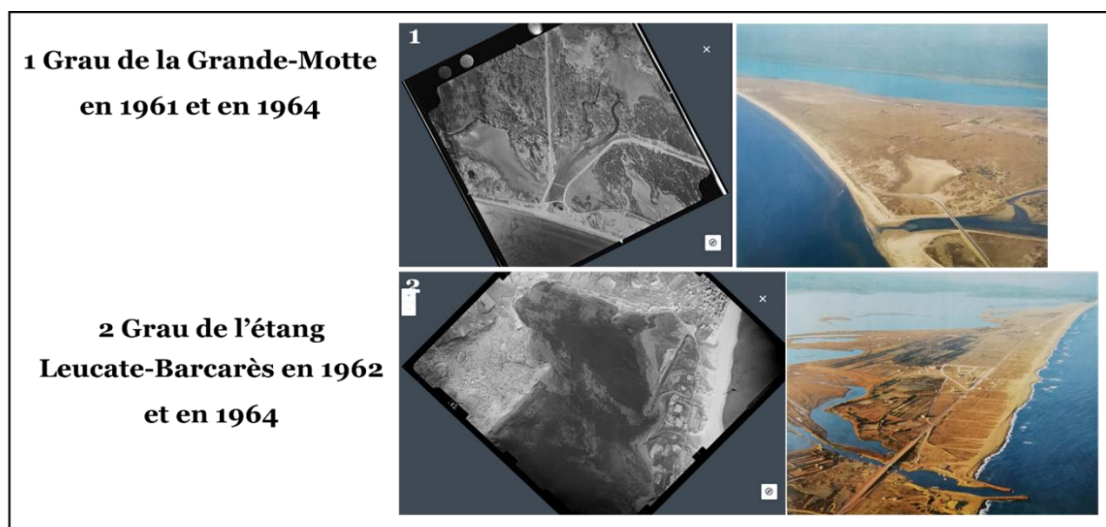 1 Grau de la Grande-Motte
en 1961 et en 1964
1
2 Grau de l’étang
Leucate-Barcarès en 1962
et en 1964
2